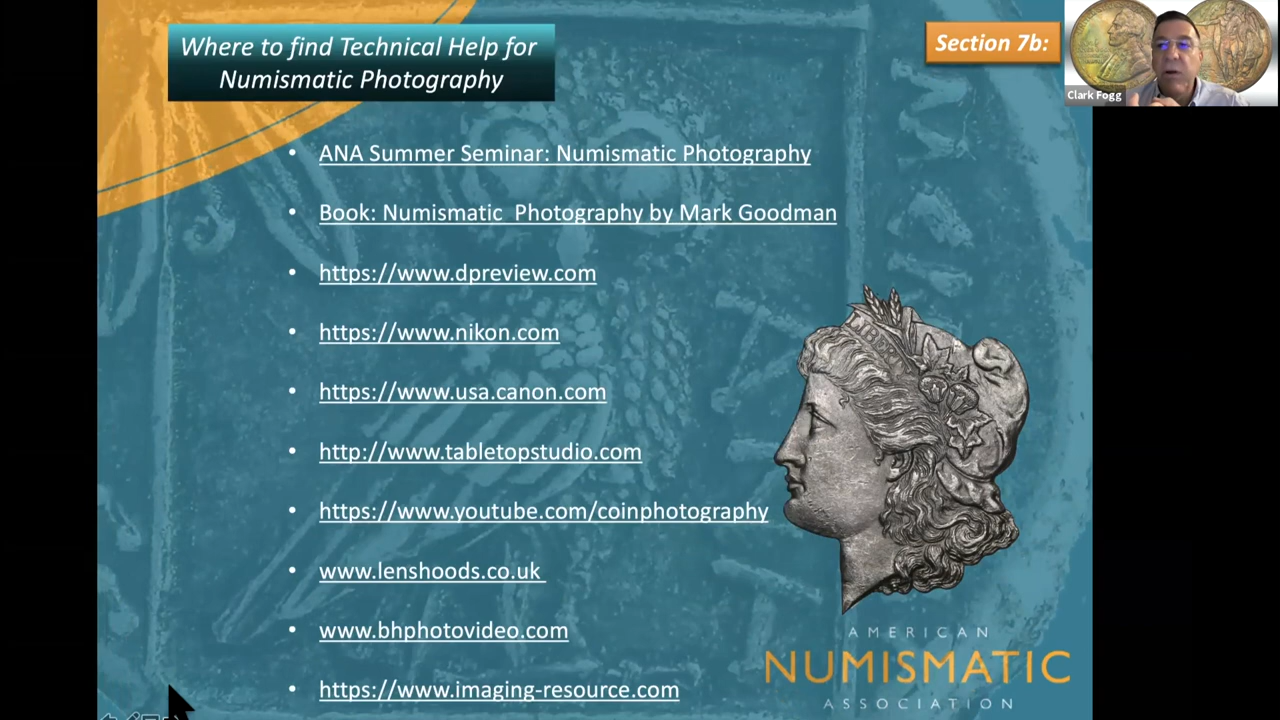 Where to find Technical Help for
Numismatic Photography
Section 7b:
Clark Fogg
• ANA Summer Seminar: Numismatic Photography
• Book: Numismatic Photography by Mark Goodman
• https://www.dpreview.com
• https://www.nikon.com
• https://www.usa.canon.com
• http://www.tabletopstudio.com
• https://www.youtube.com/coinphotography
• www.lenshoods.co.uk
• www.bhphotovideo.com
• https://www.imaging-resource.com
LIBERTY
AMERICAN
NUMISMATIC
ASSOCIATION